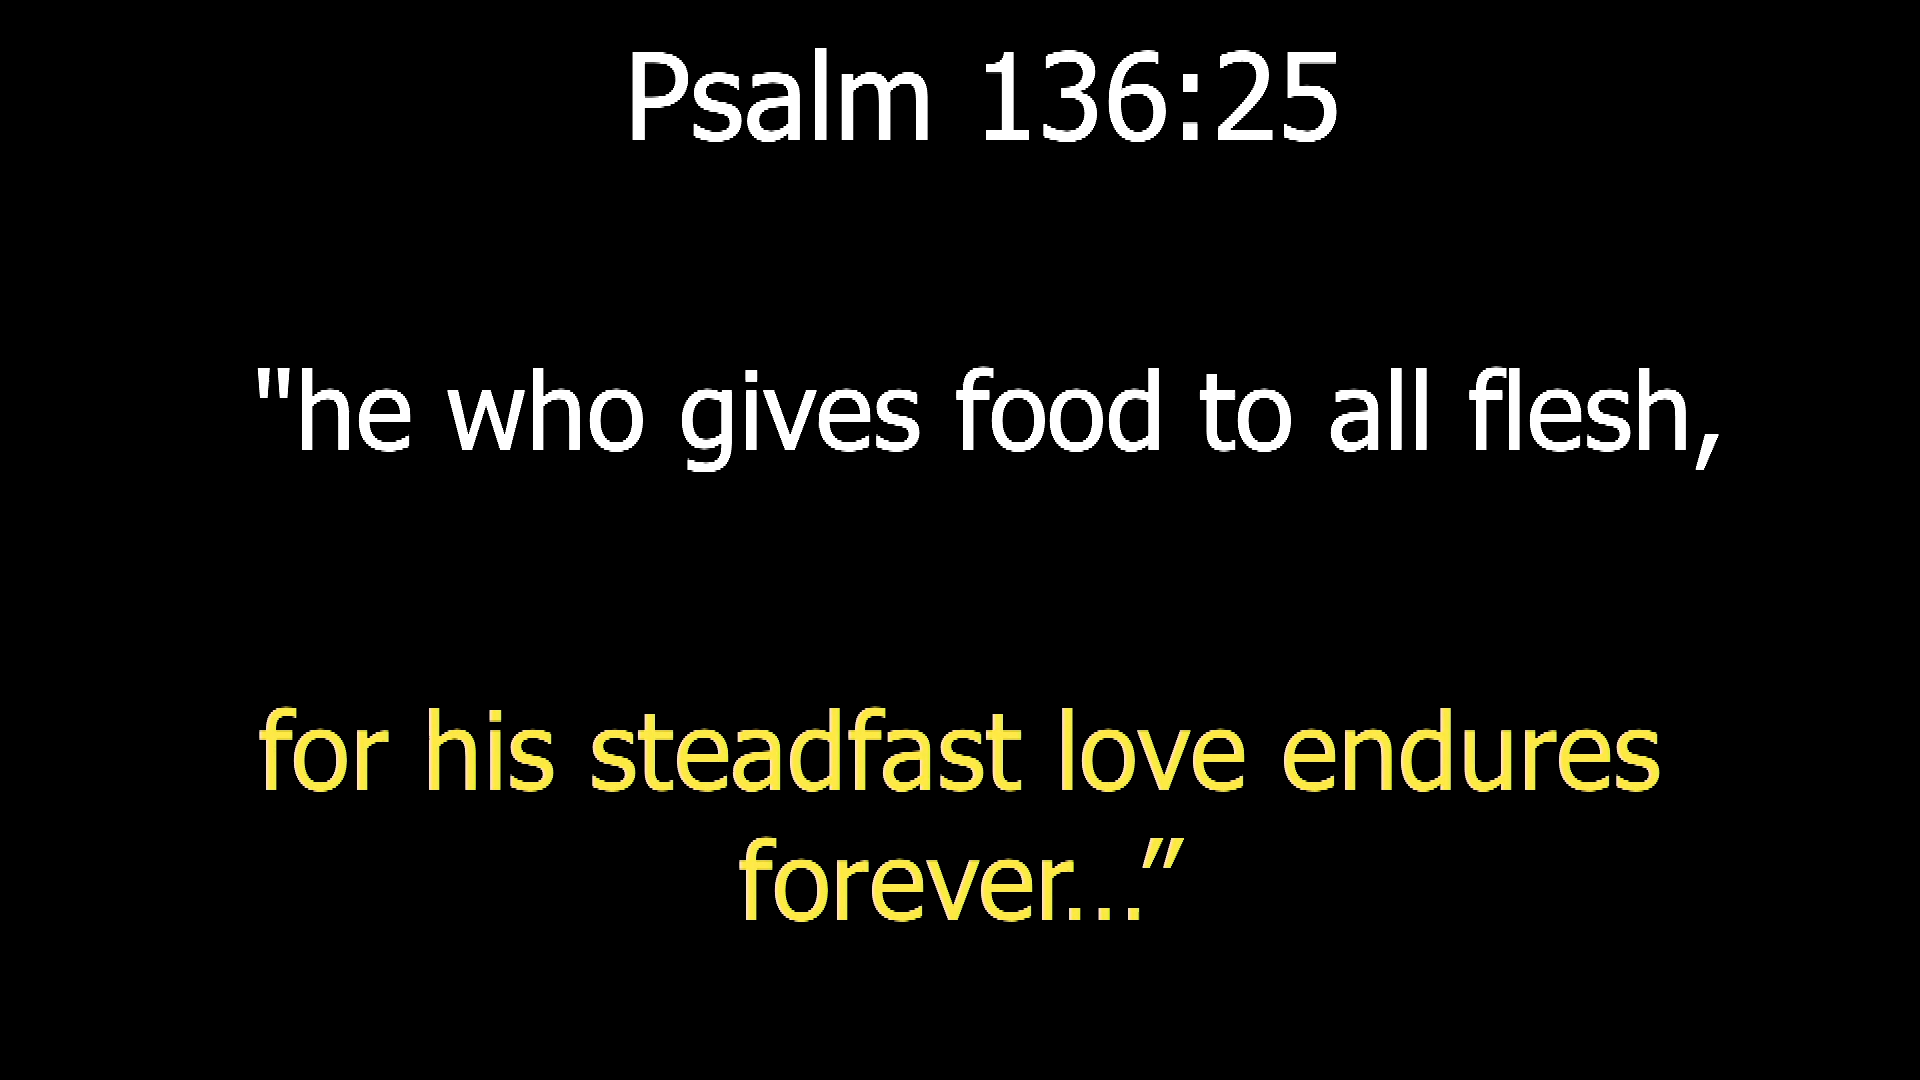 Psalm 136:25
"he who gives food to all flesh,
for his steadfast love endures
forever…”